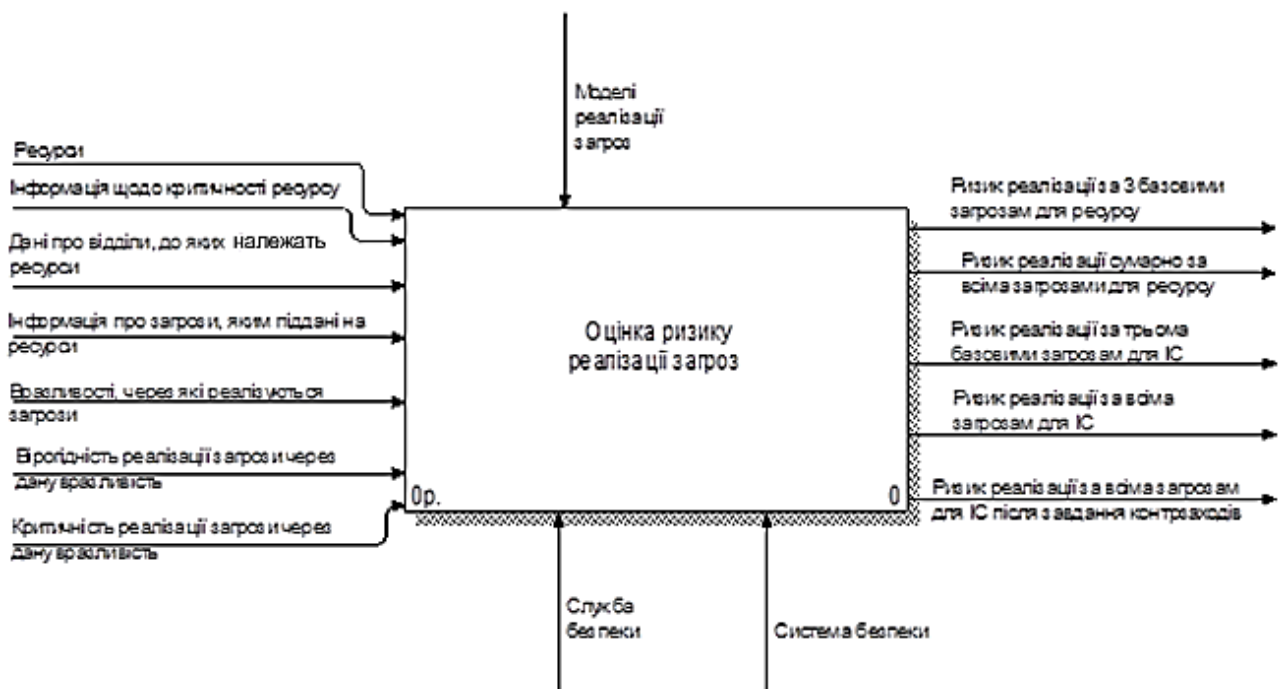 Моделі
реалізації
загроз
Ресурси
Інформація щодо критичності ресурсу
Дані про відділи, до яких належать
ресурси
Інформація про загрози, яким піддані на
ресурси
Вразливості, через які реалізуються
загрози
Вірогідність реалізації загрози через
дану вразливість
Критичність реалізації загрози через
дану вразливість
Оцінка ризику
реалізації загроз
0р.
0
Ризик реалізації за 3 базовими
загрозам для ресурсу
Ризик реалізації сумарно за
всіма загрозами для ресурсу
Ризик реалізації за трьома
базовими загрозам для ІС
Ризик реалізації за всіма
загрозам для ІС
Ризик реалізації за всіма загрозам
для ІС після завдання контрзаходів
Служба
безпеки
Система безпеки